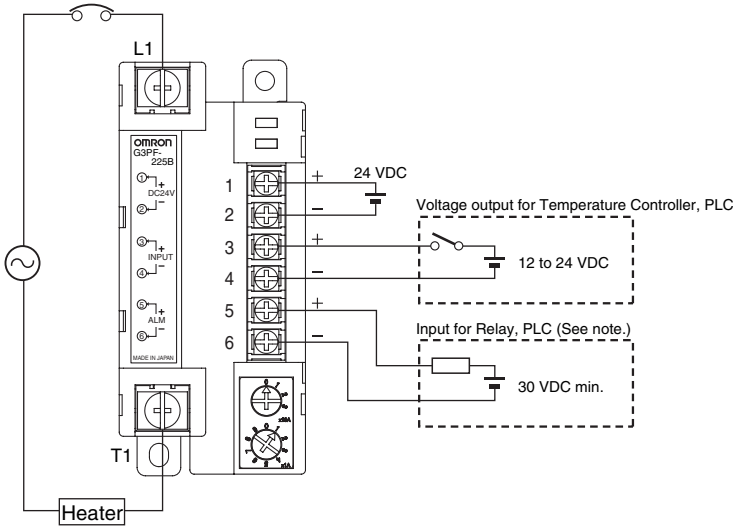 L1
OMRON
G3PF-
225B
1
+
DC24V
2
−
3
+
INPUT
4
−
5
+
ALM
6
−
MADE IN JAPAN
1
2
3
4
5
6
+
−
+
−
+
−
24 VDC
Voltage output for Temperature Controller, PLC
12 to 24 VDC
Input for Relay, PLC (See note.)
30 VDC min.
T1
Heater